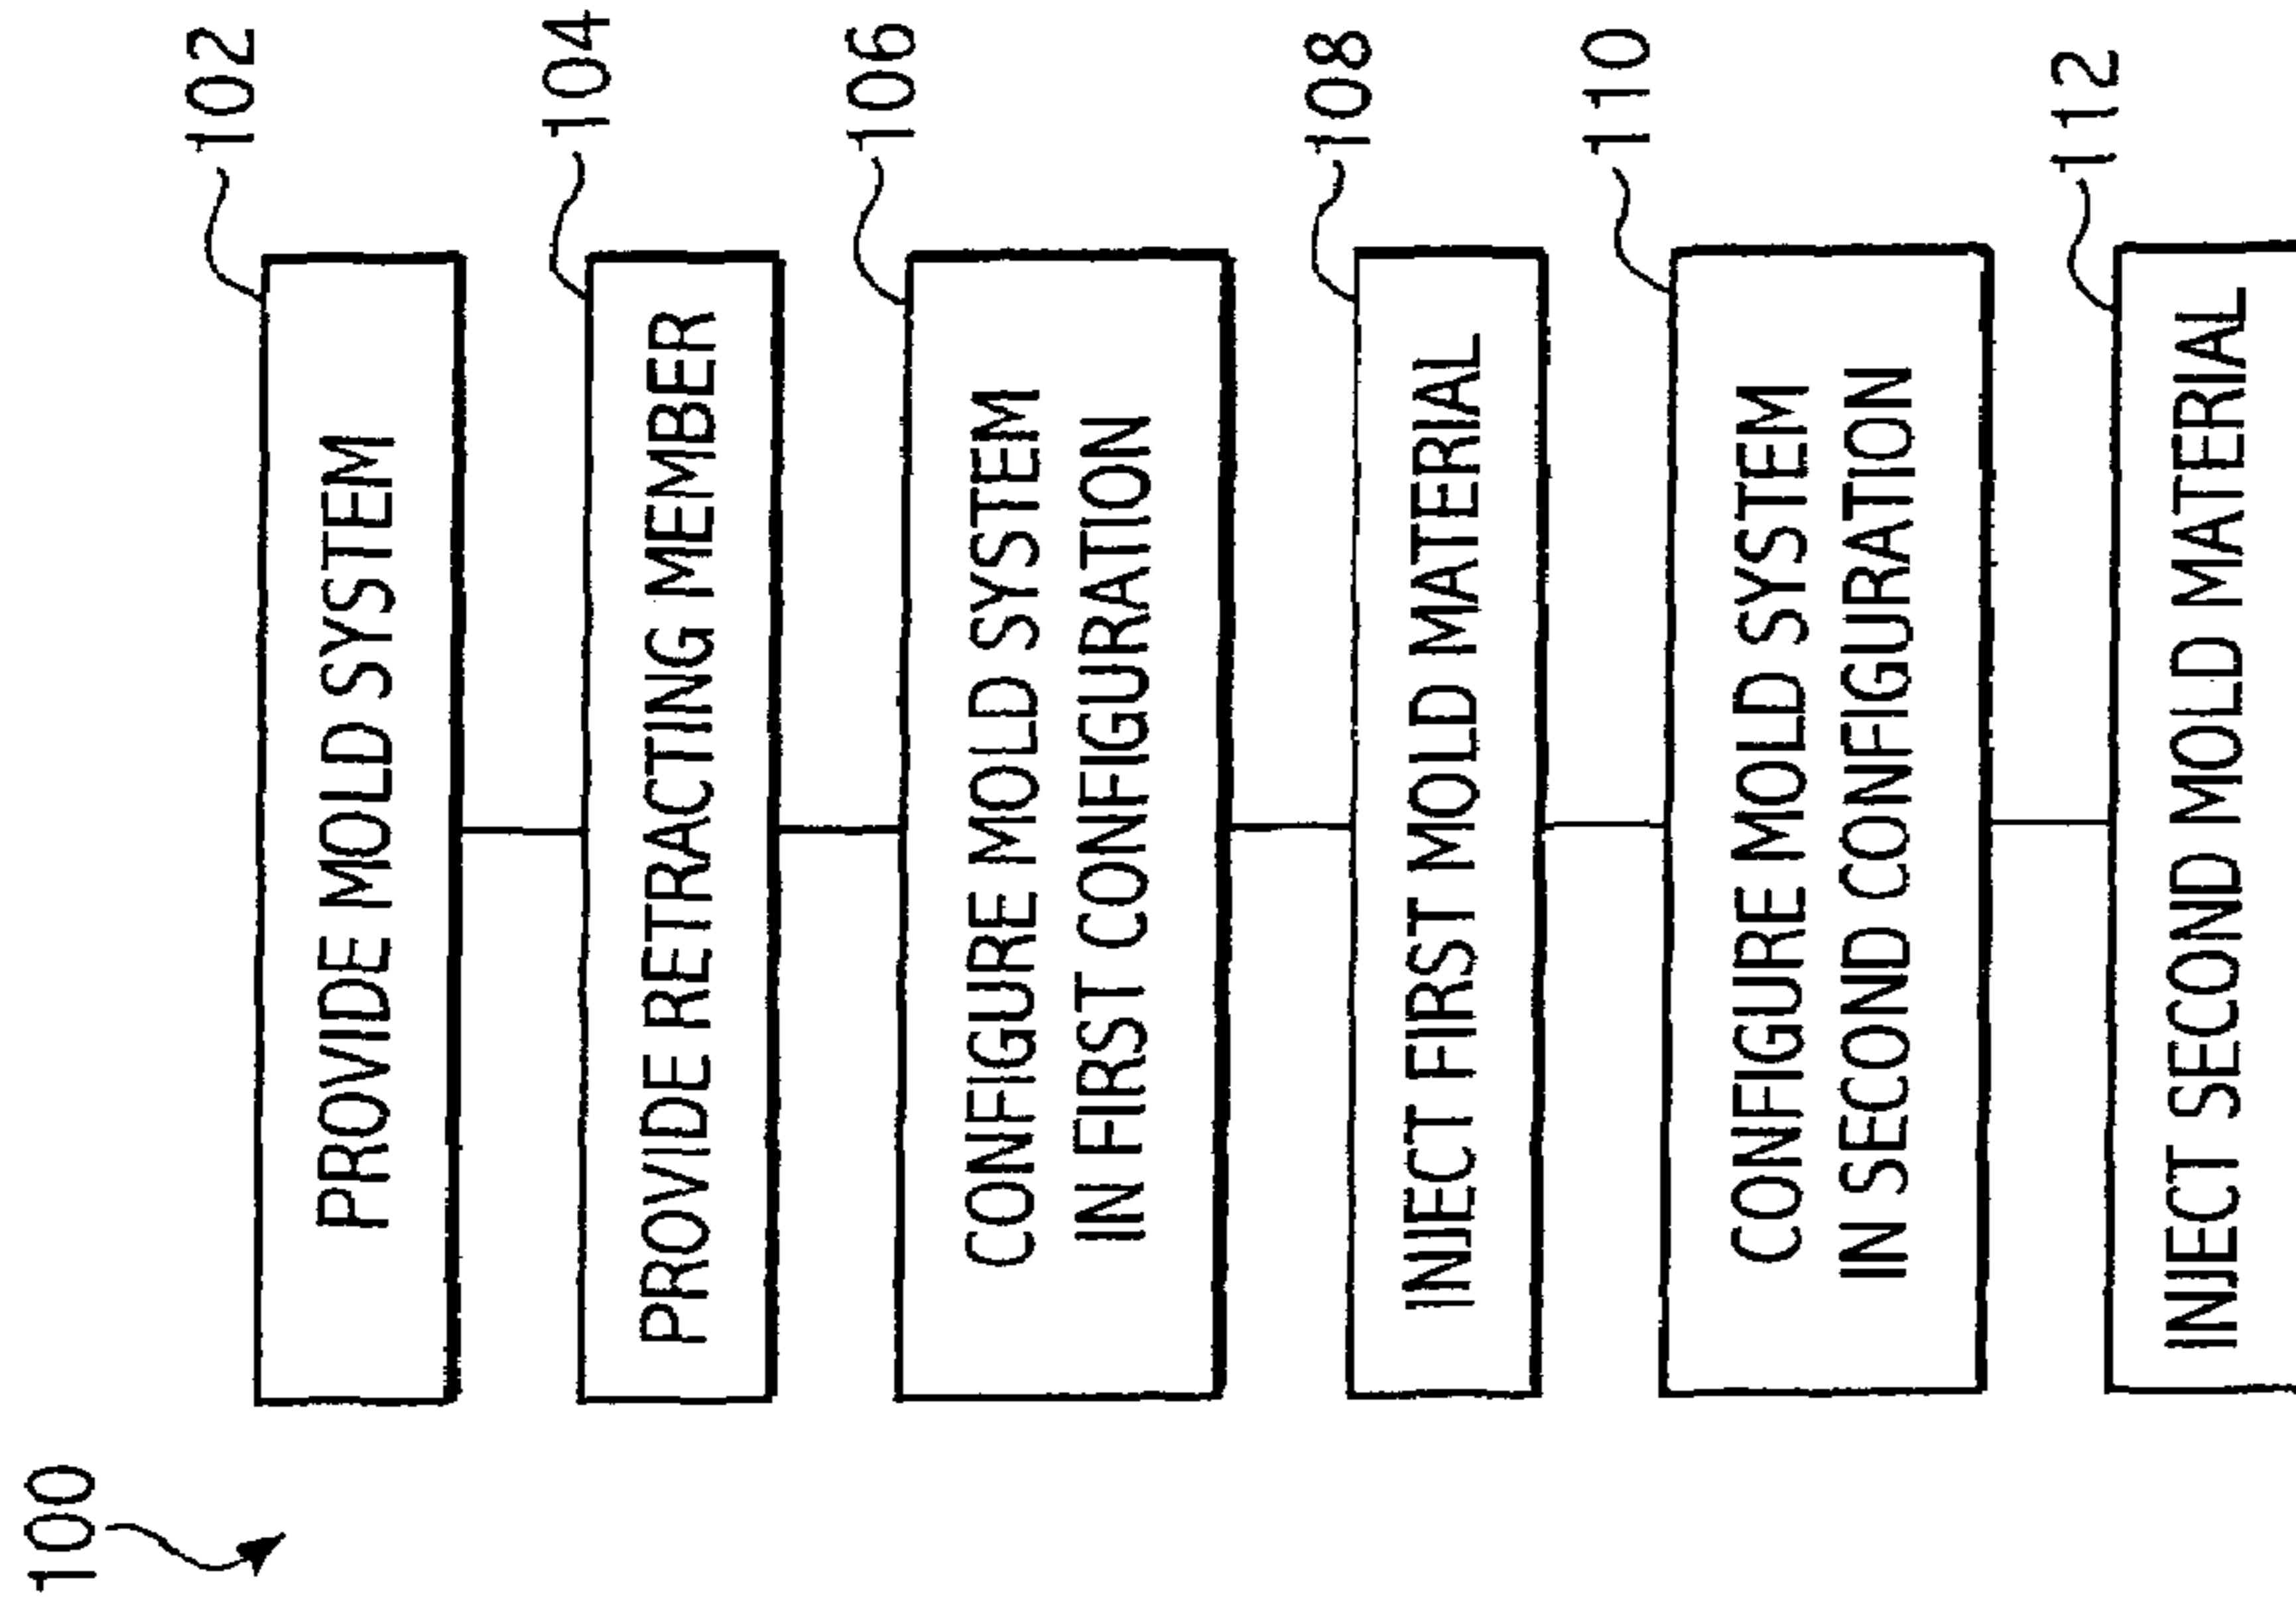 100
102
PROVIDE MOLD SYSTEM
104
PROVIDE RETRACTING MEMBER
106
CONFIGURE MOLD SYSTEM
IN FIRST CONFIGURATION
108
INJECT FIRST MOLD MATERIAL
110
CONFIGURE MOLD SYSTEM
IN SECOND CONFIGURATION
112
INJECT SECOND MOLD MATERIAL